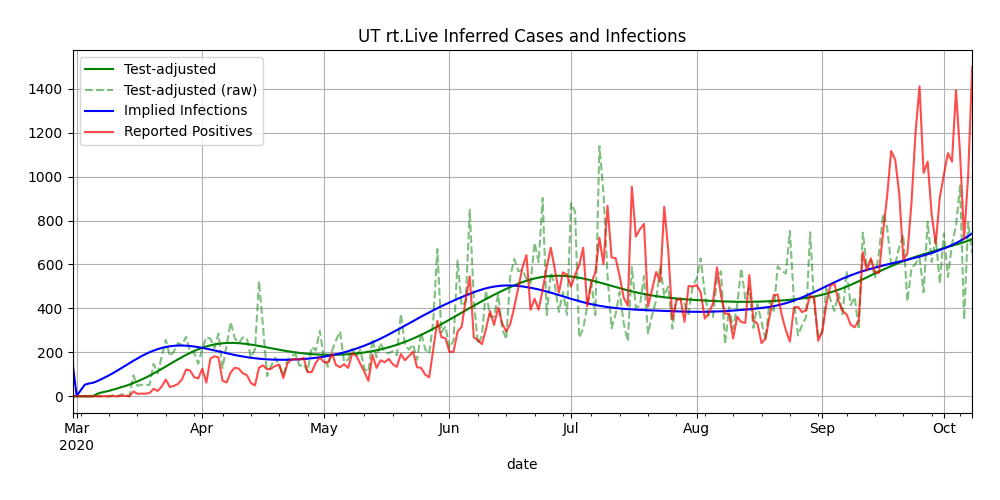 UT rt.Live Inferred Cases and Infections
Test-adjusted
Test-adjusted (raw)
Implied Infections
Reported Positives
1400
1200
1000
800
600
400
200
0
Mar Apr May Jun Jul Aug Sep Oct
2020
date